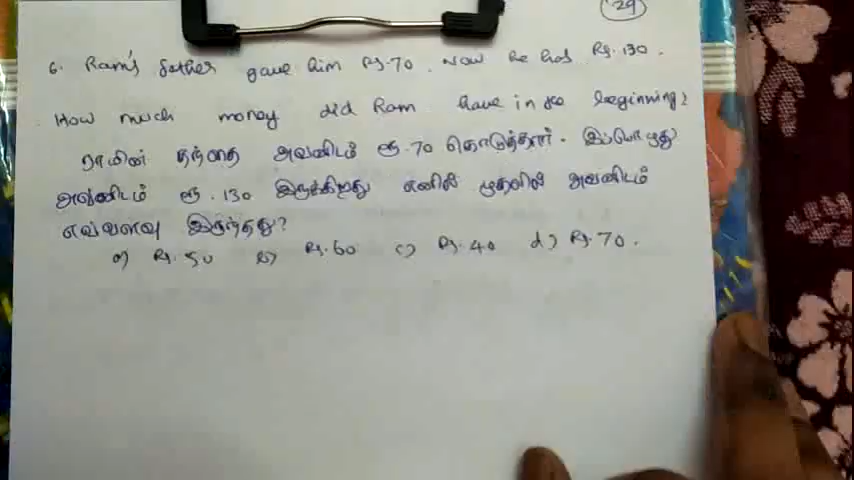 29
6. Ram's father gave him Rs.70. Now he has Rs.130.
How much money did Ram have in the beginning?
ராமின் தந்தை அவனிடம் ரூ.70 கொடுத்தார். இப்பொழுது
அவனிடம் ரூ.130 இருக்கிறது எனில் முதலில் அவனிடம்
எவ்வளவு இருந்தது?
a) Rs.50 b) Rs.60 c) Rs.40 d) Rs.70.